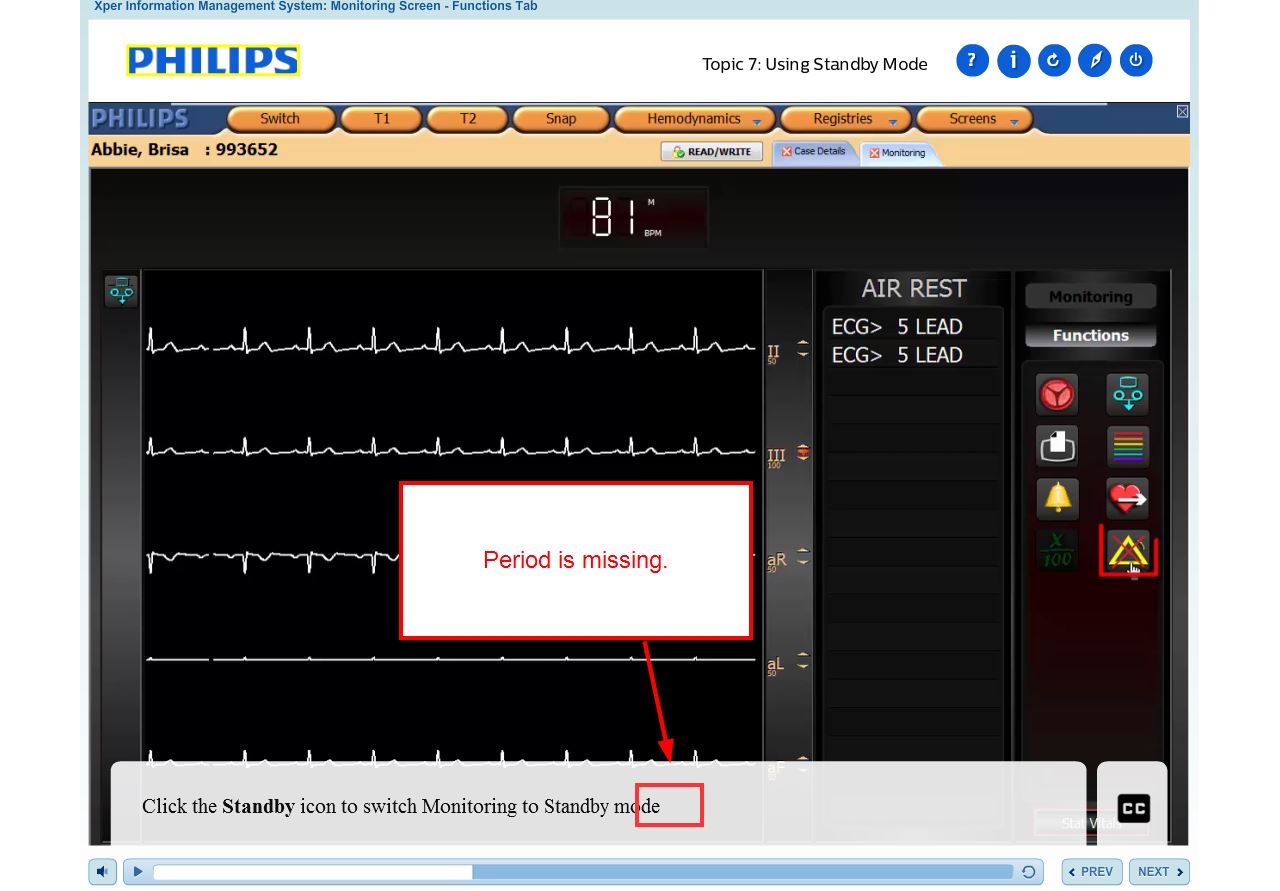 Xper Information Management System: Monitoring Screen - Functions Tab
PHILIPS
Topic 7: Using Standby Mode
? i
PHILIPS Switch T1 T2 Snap Hemodynamics Registries Screens
Abbie, Brisa : 993652
READ/WRITE Case Details Monitoring
81 M
BPM
AIR REST
Monitoring
ECG> 5 LEAD
Functions
ECG> 5 LEAD
II
50
III
100
Period is missing.
aR
50
X
100
aL
50
aF
Click the Standby icon to switch Monitoring to Standby mode
CC
Stat Vitals
PREV NEXT